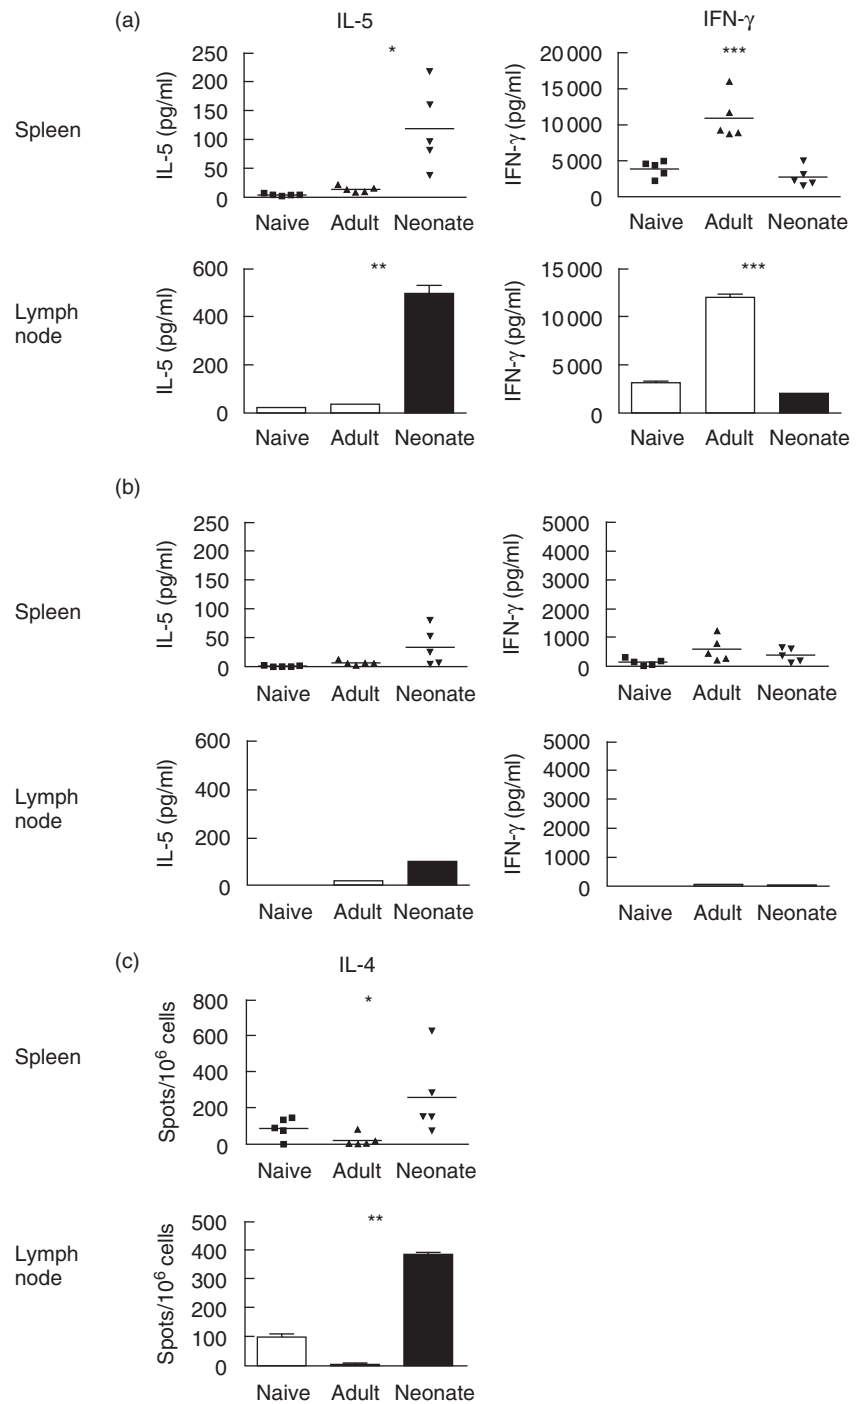 (a)
IL-5
IFN-γ
Spleen
IL-5 (pg/ml)
250
200
150
100
50
0
*
Naive Adult Neonate
IFN-γ (pg/ml)
20 000
15 000
10 000
5 000
0
***
Naive Adult Neonate
Lymph
node
IL-5 (pg/ml)
600
400
200
0
**
Naive Adult Neonate
IFN-γ (pg/ml)
15 000
10 000
5 000
0
***
Naive Adult Neonate
(b)
Spleen
IL-5 (pg/ml)
250
200
150
100
50
0
Naive Adult Neonate
IFN-γ (pg/ml)
5000
4000
3000
2000
1000
0
Naive Adult Neonate
Lymph
node
IL-5 (pg/ml)
600
400
200
0
Naive Adult Neonate
IFN-γ (pg/ml)
5000
4000
3000
2000
1000
0
Naive Adult Neonate
(c)
IL-4
Spleen
Spots/10⁶ cells
800
600
400
200
0
*
Naive Adult Neonate
Lymph
node
Spots/10⁶ cells
500
400
300
200
100
0
**
Naive Adult Neonate